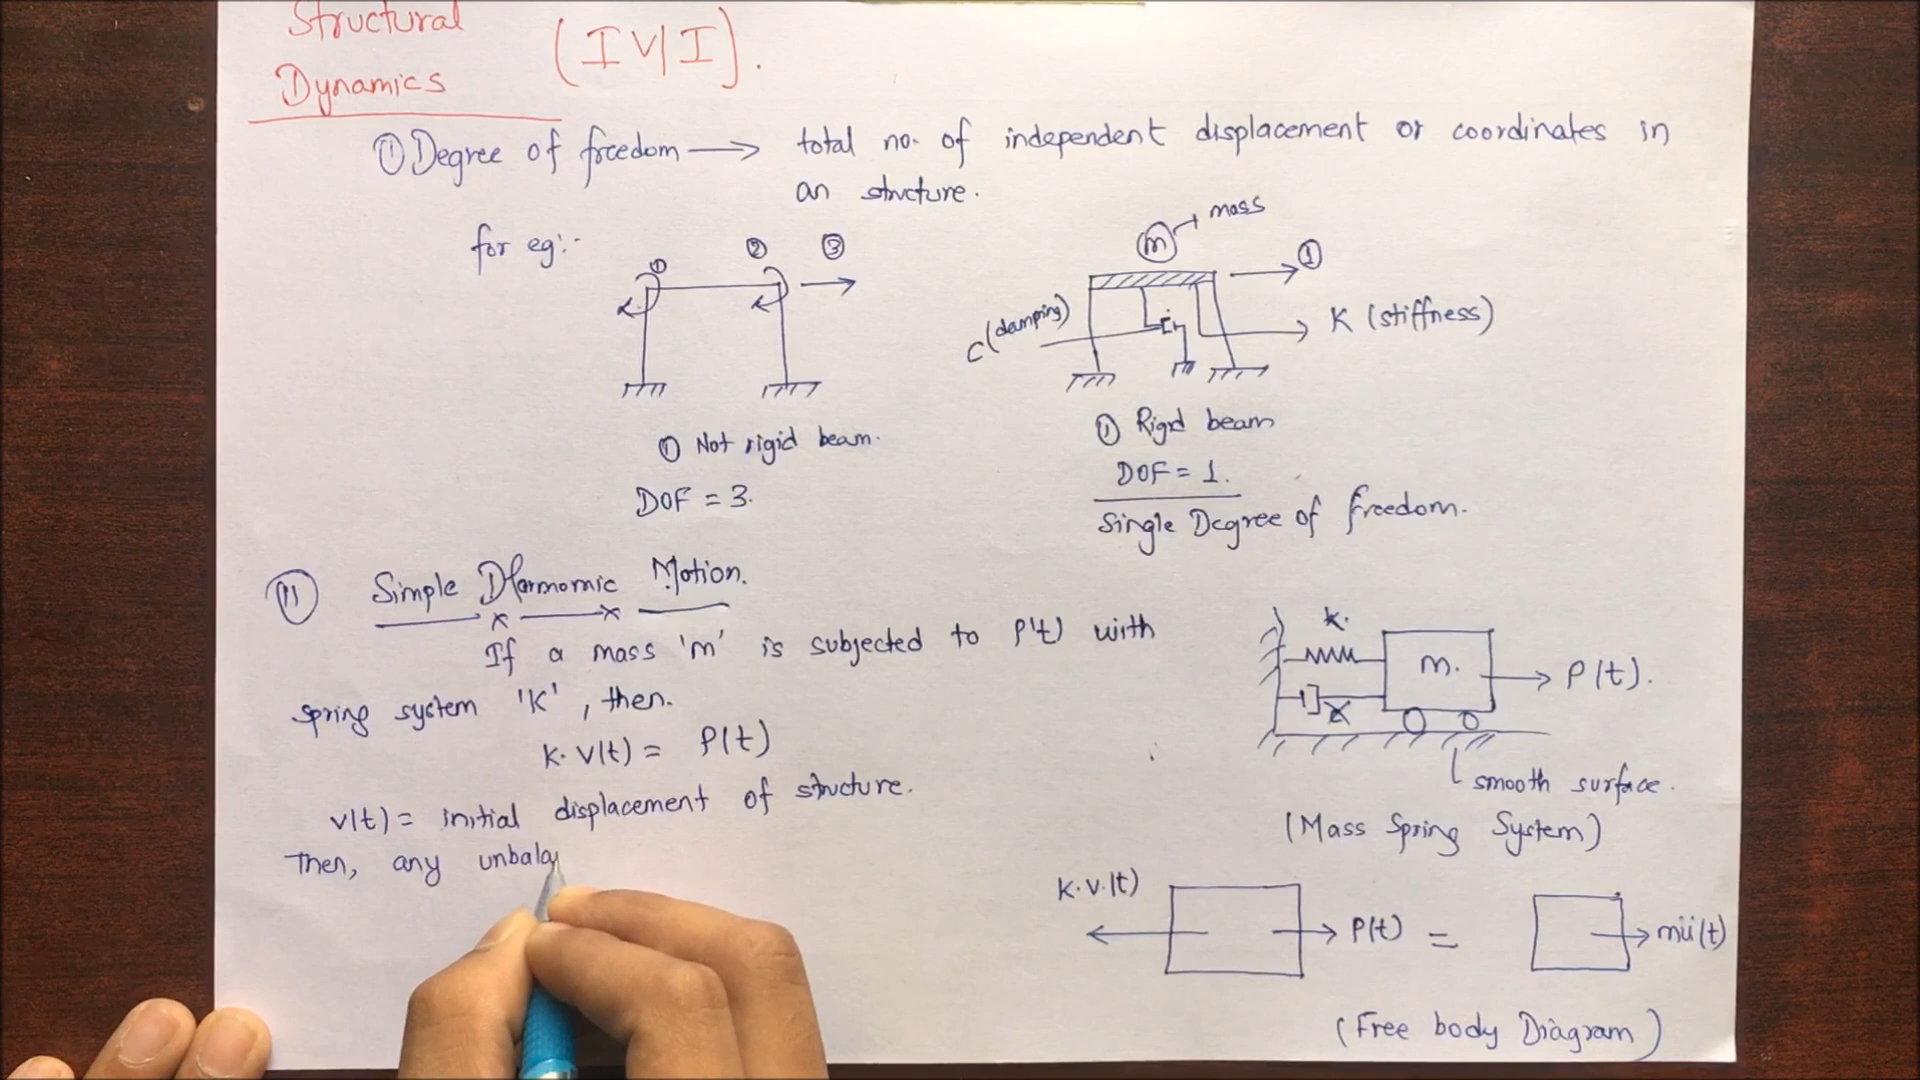 Structural
Dynamics
(IV/I).
① Degree of freedom → total no. of independent displacement or coordinates in
an structure.
for eg:-
①
②
③
① Not rigid beam.
DOF = 3.
m → mass
①
C (damping)
K (stiffness)
① Rigid beam
DOF = 1.
Single Degree of freedom.
II Simple Harmomic Motion.
If a mass 'm' is subjected to P(t) with
spring system 'K', then.
k. v(t) = P(t)
v(t) = initial displacement of structure.
Then, any unbala
k.
m.
P(t).
smooth surface.
(Mass Spring System)
k.v.(t)
P(t) =
mü(t)
(Free body Diagram)